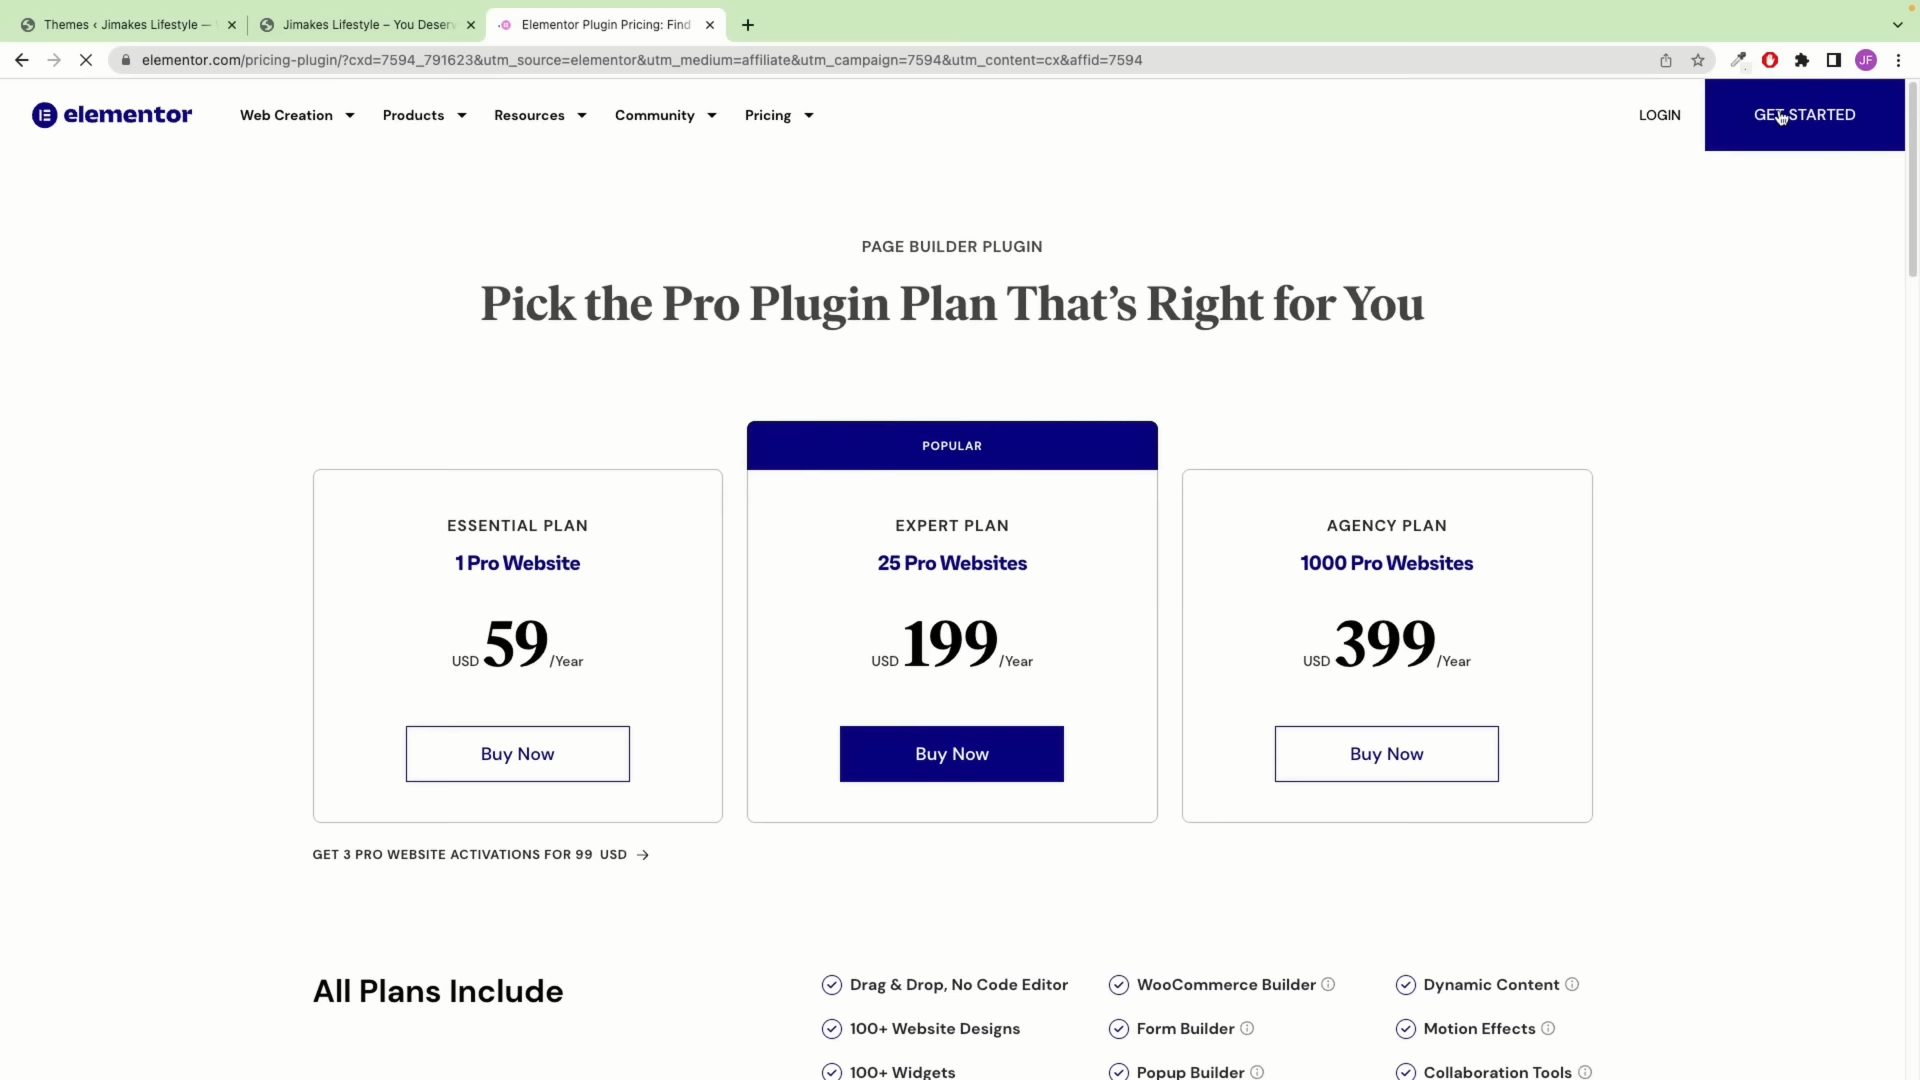 Themes ‹ Jimakes Lifestyle —
Jimakes Lifestyle – You Deserv
Elementor Plugin Pricing: Find
elementor.com/pricing-plugin/?cxd=7594_791623&utm_source=elementor&utm_medium=affiliate&utm_campaign=7594&utm_content=cx&affid=7594
JF
elementor
Web Creation
Products
Resources
Community
Pricing
LOGIN
GET STARTED
PAGE BUILDER PLUGIN
Pick the Pro Plugin Plan That’s Right for You
POPULAR
ESSENTIAL PLAN
1 Pro Website
USD 59 /Year
Buy Now
EXPERT PLAN
25 Pro Websites
USD 199 /Year
Buy Now
AGENCY PLAN
1000 Pro Websites
USD 399 /Year
Buy Now
GET 3 PRO WEBSITE ACTIVATIONS FOR 99 USD →
All Plans Include
Drag & Drop, No Code Editor
WooCommerce Builder
Dynamic Content
100+ Website Designs
Form Builder
Motion Effects
100+ Widgets
Popup Builder
Collaboration Tools